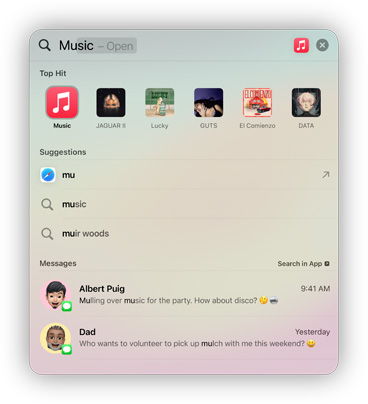 Music – Open
Top Hit
Music JAGUAR II Lucky GUTS El Comienzo DATA
Suggestions
mu
music
muir woods
Messages Search in App
Albert Puig 9:41 AM
Mulling over music for the party. How about disco? 🤔🪩
Dad Yesterday
Who wants to volunteer to pick up mulch with me this weekend? 😀